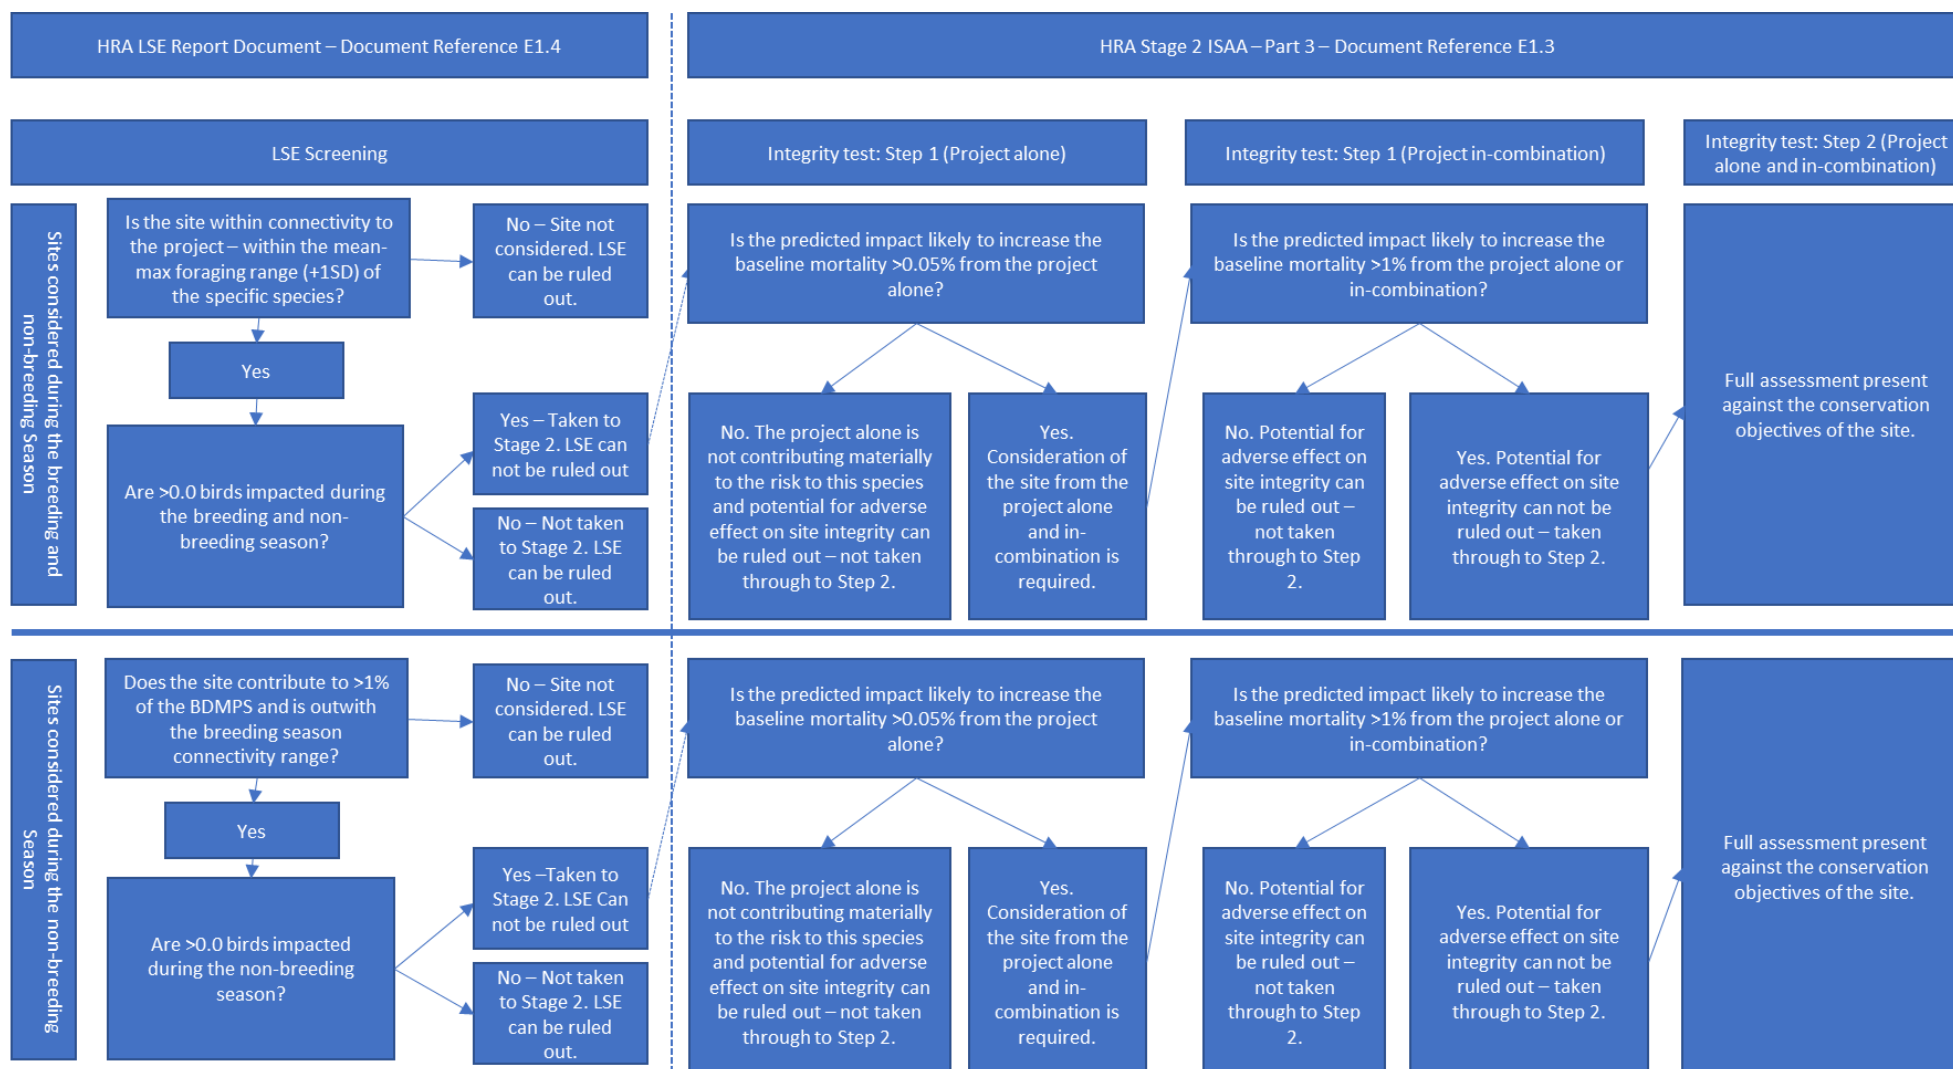 HRA LSE Report Document – Document Reference E1.4
HRA Stage 2 ISAA – Part 3 – Document Reference E1.3
LSE Screening
Integrity test: Step 1 (Project alone)
Integrity test: Step 1 (Project in-combination)
Integrity test: Step 2 (Project
alone and in-combination)
Sites considered during the breeding and
non-breeding Season
Is the site within connectivity to
the project – within the mean-
max foraging range (+1SD) of
the specific species?
No – Site not
considered. LSE
can be ruled
out.
Yes
Are >0.0 birds impacted during
the breeding and non-
breeding season?
Yes – Taken to
Stage 2. LSE Can
not be ruled out
No – Not taken
to Stage 2. LSE
can be ruled
out.
Is the predicted impact likely to increase the
baseline mortality >0.05% from the project
alone?
No. The project alone is
not contributing materially
to the risk to this species
and potential for adverse
effect on site integrity can
be ruled out – not taken
through to Step 2.
Yes.
Consideration of
the site from the
project alone
and in-
combination is
required.
Is the predicted impact likely to increase the
baseline mortality >1% from the project alone or
in-combination?
No. Potential for
adverse effect on
site integrity can
be ruled out –
not taken
through to Step
2.
Yes. Potential for
adverse effect on site
integrity can not be
ruled out – taken
through to Step 2.
Full assessment present
against the conservation
objectives of the site.
Sites considered during the non-breeding
Season
Does the site contribute to >1%
of the BDMPS and is outwith
the breeding season
connectivity range?
No – Site not
considered. LSE
can be ruled
out.
Yes
Are >0.0 birds impacted
during the non-breeding
season?
Yes –Taken to
Stage 2. LSE Can
not be ruled out
No – Not taken
to Stage 2. LSE
can be ruled
out.
Is the predicted impact likely to increase the
baseline mortality >0.05% from the project
alone?
No. The project alone is
not contributing materially
to the risk to this species
and potential for adverse
effect on site integrity can
be ruled out – not taken
through to Step 2.
Yes.
Consideration of
the site from the
project alone
and in-
combination is
required.
Is the predicted impact likely to increase the
baseline mortality >1% from the project alone or
in-combination?
No. Potential for
adverse effect on
site integrity can
be ruled out –
not taken
through to Step
2.
Yes. Potential for
adverse effect on site
integrity can not be
ruled out – taken
through to Step 2.
Full assessment present
against the conservation
objectives of the site.